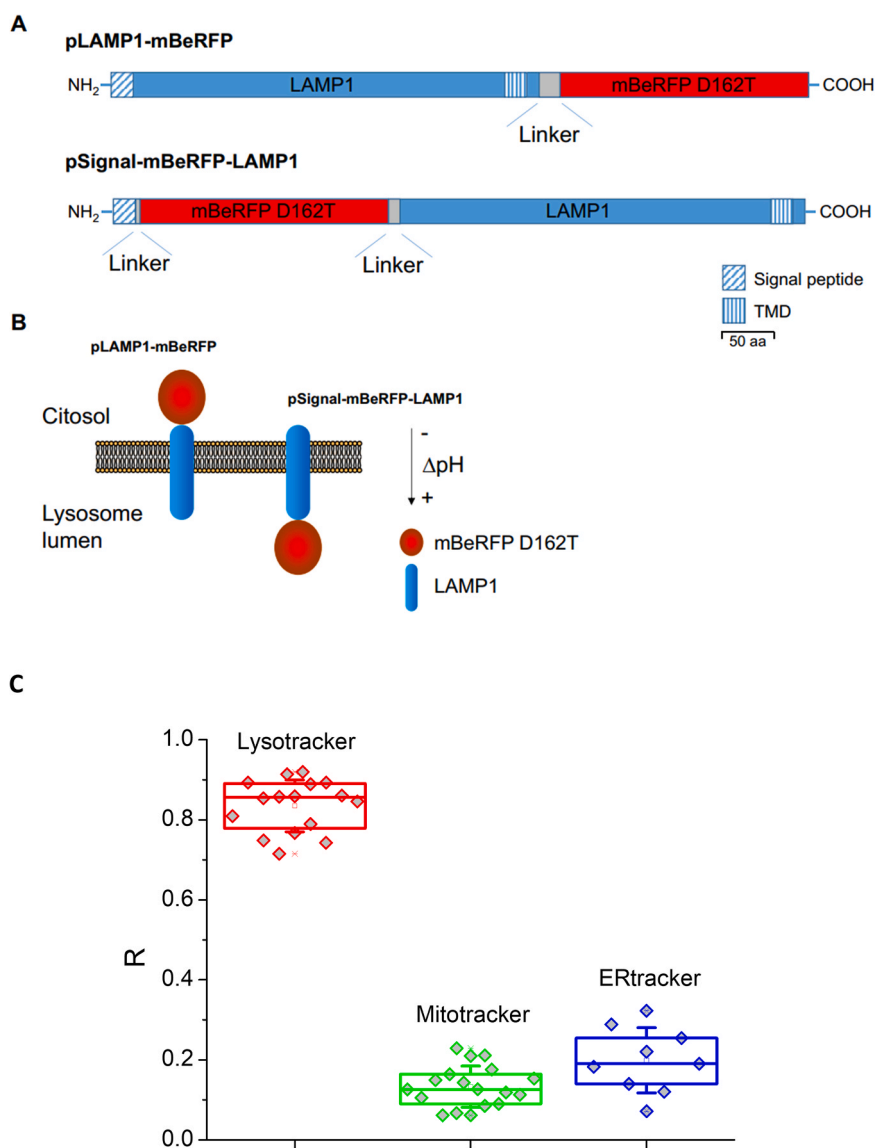 A
pLAMP1-mBeRFP
NH2 LAMP1 mBeRFP D162T COOH
Linker
pSignal-mBeRFP-LAMP1
NH2 mBeRFP D162T LAMP1 COOH
Linker Linker
Signal peptide
TMD
50 aa
B
pLAMP1-mBeRFP
pSignal-mBeRFP-LAMP1
Citosol
-
ΔpH
+
Lysosome
lumen
mBeRFP D162T
LAMP1
C
1.0
Lysotracker
0.8
0.6
R
0.4
ERtracker
Mitotracker
0.2
0.0